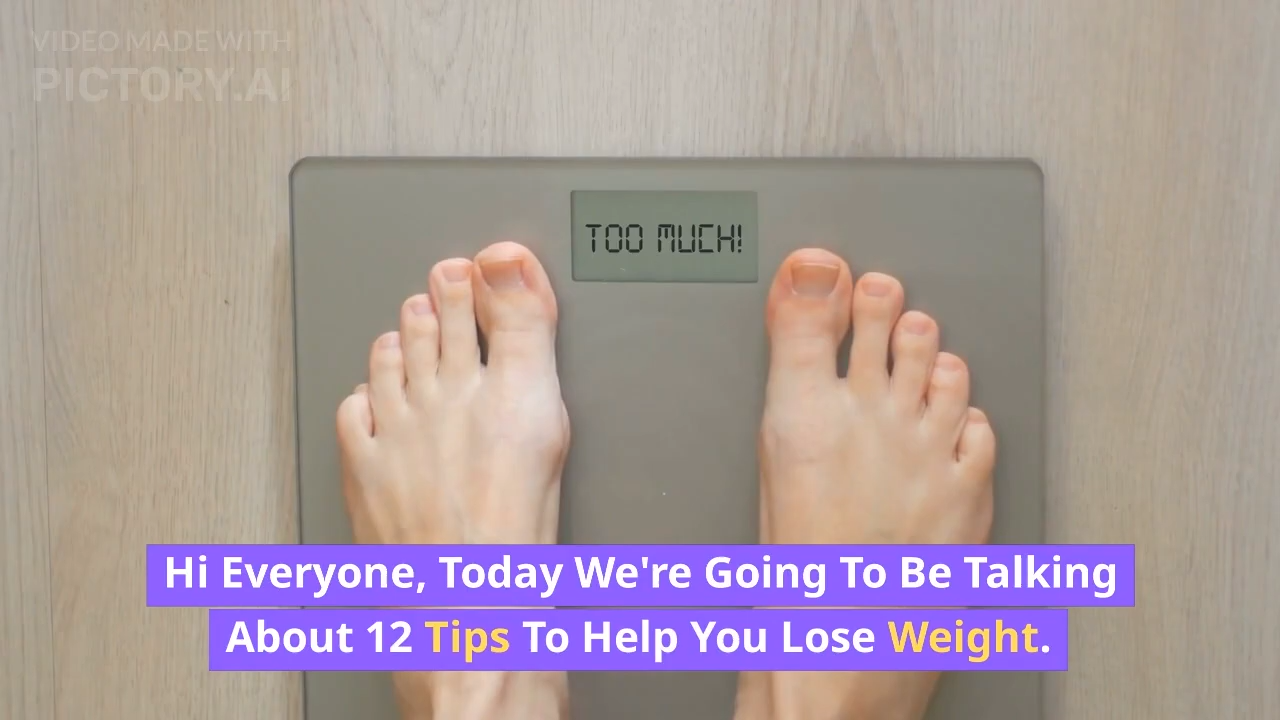 VIDEO MADE WITH
PICTORY.AI
TOO MUCH!
Hi Everyone, Today We're Going To Be Talking
About 12 Tips To Help You Lose Weight.